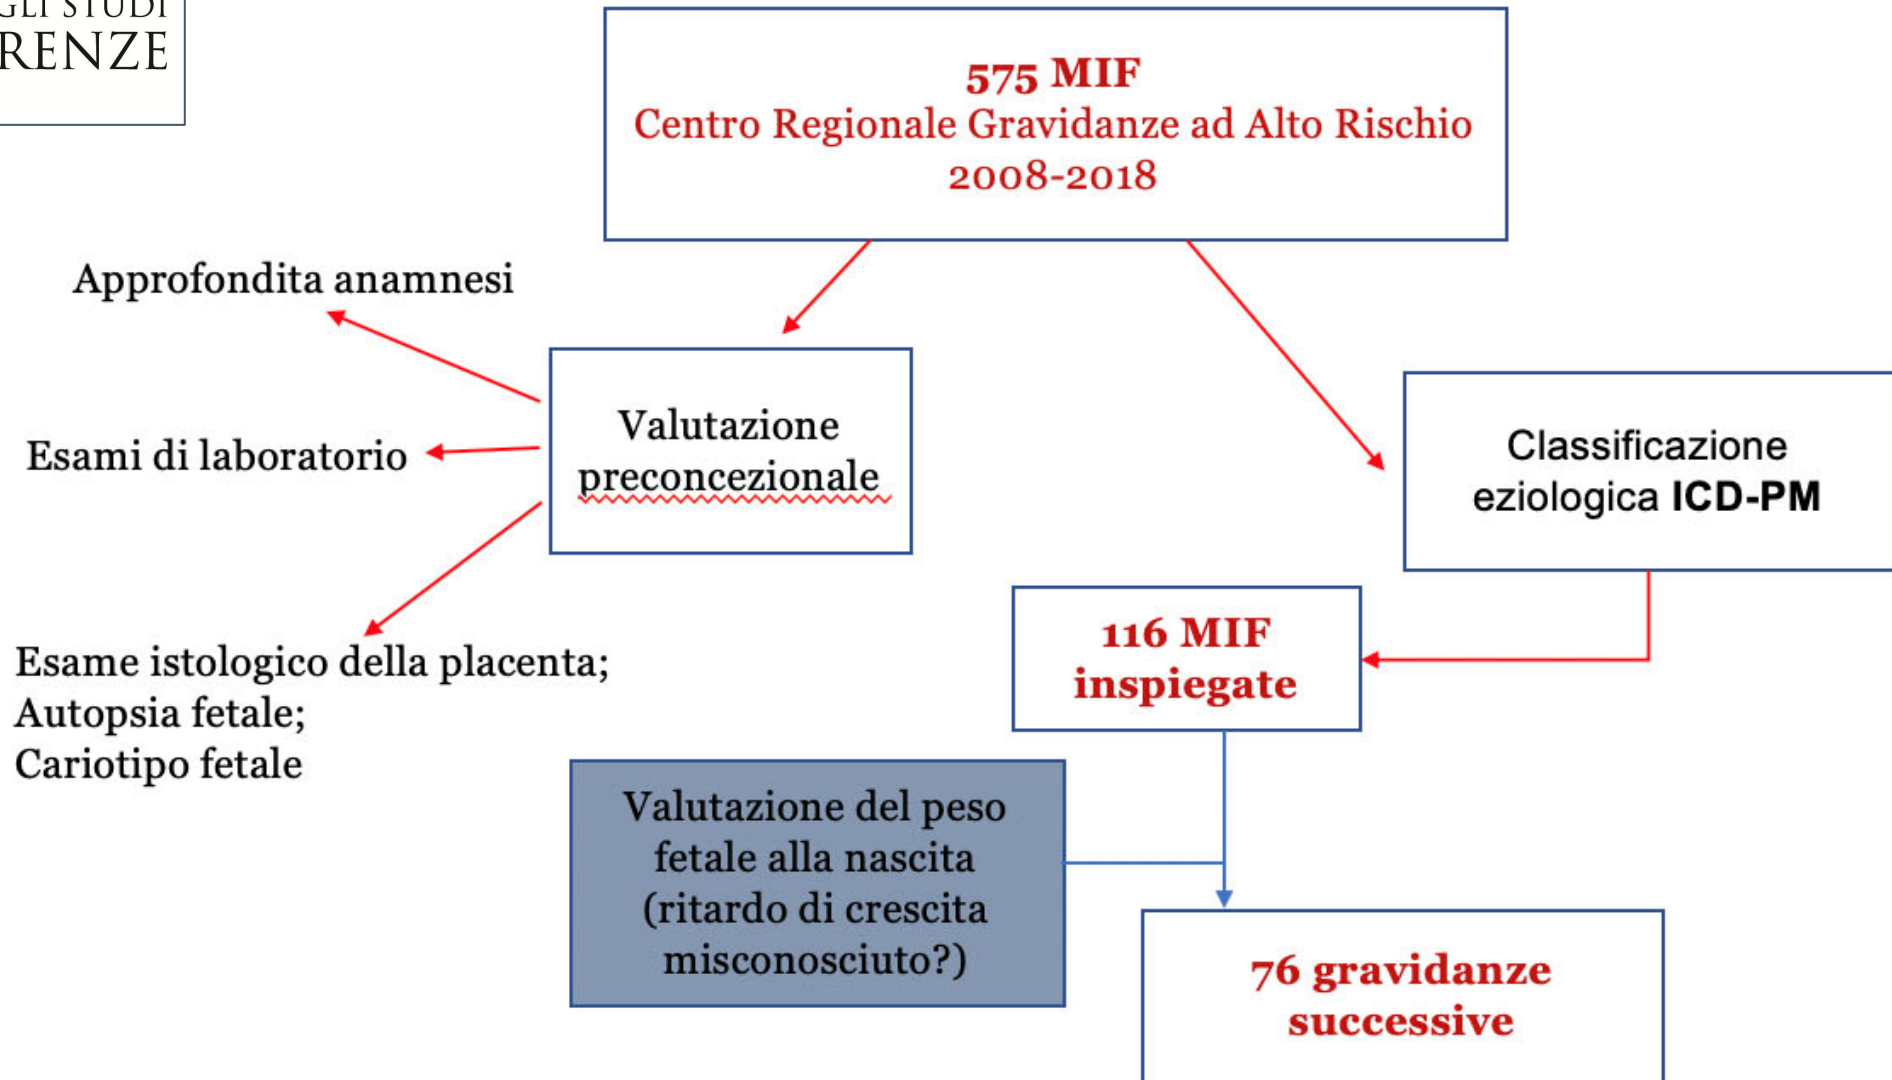 GLI STUDI
RENZE
575 MIF
Centro Regionale Gravidanze ad Alto Rischio
2008-2018
Approfondita anamnesi
Esami di laboratorio
Valutazione
preconcezionale
Classificazione
eziologica ICD-PM
Esame istologico della placenta;
Autopsia fetale;
Cariotipo fetale
116 MIF
inspiegate
Valutazione del peso
fetale alla nascita
(ritardo di crescita
misconosciuto?)
76 gravidanze
successive